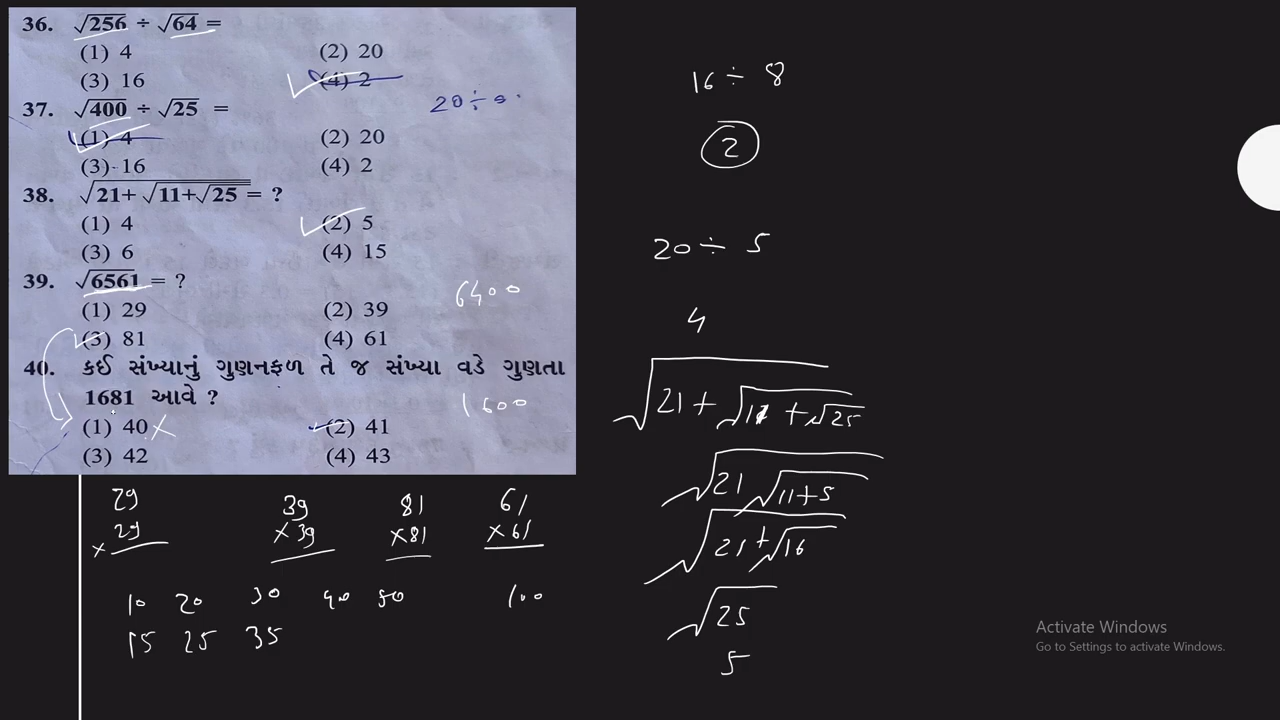 36. √256 ÷ √64 =
(1) 4 (2) 20
(3) 16 (4) 2
37. √400 ÷ √25 =
20 ÷
(1) 4 (2) 20
(3) 16 (4) 2
38. √21+ √11+√25 = ?
(1) 4 (2) 5
(3) 6 (4) 15
39. √6561 = ?
6400
(1) 29 (2) 39
(3) 81 (4) 61
40. કઈ સંખ્યાનું ગુણનફળ તે જ સંખ્યા વડે ગુણતા
1681 આવે ?
1600
(1) 40 (2) 41
(3) 42 (4) 43
29 39 81 61
× 29 × 39 × 81 × 61
10 20 30 40 50 100
15 25 35
16 ÷ 8
2
20 ÷ 5
4
√21 + √11 + √25
√21 √11+5
√21 + √16
√25
5
Activate Windows
Go to Settings to activate Windows.